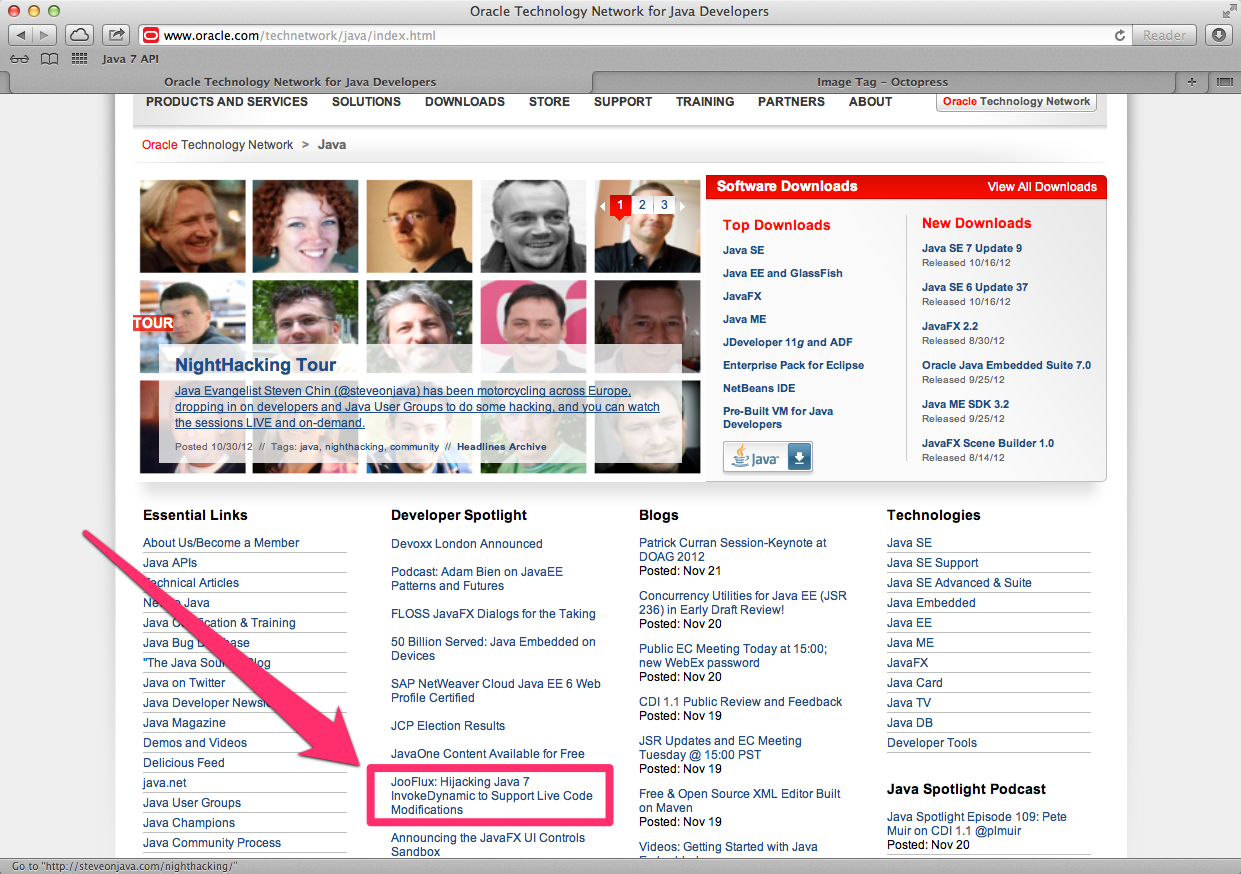 Oracle Technology Network for Java Developers
www.oracle.com/technetwork/java/index.html
Reader
Java 7 API
Oracle Technology Network for Java Developers
Image Tag – Octopress
PRODUCTS AND SERVICES SOLUTIONS DOWNLOADS STORE SUPPORT TRAINING PARTNERS ABOUT
Oracle Technology Network
Oracle Technology Network > Java
1 2 3
TOUR
NightHacking Tour
Java Evangelist Steven Chin (@steveonjava) has been motorcycling across Europe,
dropping in on developers and Java User Groups to do some hacking, and you can watch
the sessions LIVE and on-demand.
Posted 10/30/12 // Tags: java, nighthacking, community // Headlines Archive
Software Downloads
View All Downloads
Top Downloads
Java SE
Java EE and GlassFish
JavaFX
Java ME
JDeveloper 11g and ADF
Enterprise Pack for Eclipse
NetBeans IDE
Pre-Built VM for Java
Developers
Java
New Downloads
Java SE 7 Update 9
Released 10/16/12
Java SE 6 Update 37
Released 10/16/12
JavaFX 2.2
Released 8/30/12
Oracle Java Embedded Suite 7.0
Released 9/25/12
Java ME SDK 3.2
Released 9/25/12
JavaFX Scene Builder 1.0
Released 8/14/12
Essential Links
About Us/Become a Member
Java APIs
Technical Articles
Java
Java & Training
Java Bug
"The Java
Java on Twitter
Java Developer
Java Magazine
Demos and Videos
Delicious Feed
java.net
Java User Groups
Java Champions
Java Community Process
Developer Spotlight
Devoxx London Announced
Podcast: Adam Bien on JavaEE
Patterns and Futures
FLOSS JavaFX Dialogs for the Taking
50 Billion Served: Java Embedded on
Devices
SAP NetWeaver Cloud Java EE 6 Web
Profile Certified
JCP Election Results
JavaOne Content Available for Free
JooFlux: Hijacking Java 7
InvokeDynamic to Support Live Code
Modifications
Announcing the JavaFX UI Controls
Sandbox
Blogs
Patrick Curran Session-Keynote at
DOAG 2012
Posted: Nov 21
Concurrency Utilities for Java EE (JSR
236) in Early Draft Review!
Posted: Nov 20
Public EC Meeting Today at 15:00;
new WebEx password
Posted: Nov 20
CDI 1.1 Public Review and Feedback
Posted: Nov 19
JSR Updates and EC Meeting
Tuesday @ 15:00 PST
Posted: Nov 19
Free & Open Source XML Editor Built
on Maven
Posted: Nov 19
Videos: Getting Started with Java
Technologies
Java SE
Java SE Support
Java SE Advanced & Suite
Java Embedded
Java EE
Java ME
JavaFX
Java Card
Java TV
Java DB
Developer Tools
Java Spotlight Podcast
Java Spotlight Episode 109: Pete
Muir on CDI 1.1 @plmuir
Posted: Nov 20
Go to "http://steveonjava.com/nighthacking/"